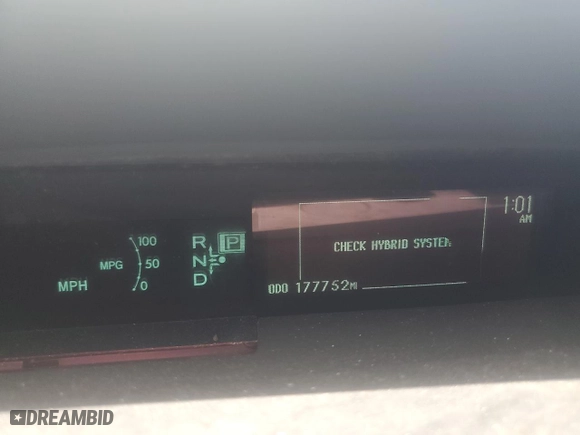 1:01
AM
100
R P
CHECK HYBRID SYSTEM
MPG 50
N
MPH
0
D
ODO 177752MI
DREAMBID